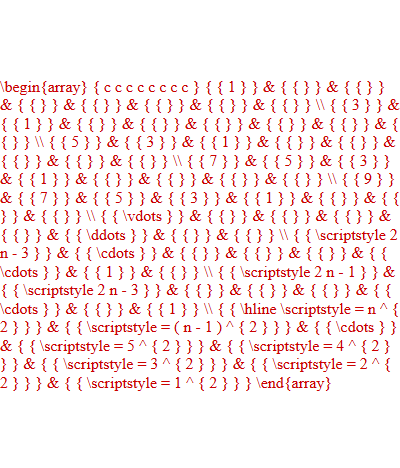 \begin{array} { c c c c c c c c } { { 1 } } & { { } } & { { } }
& { { } } & { { } } & { { } } & { { } } & { { } } \\ { { 3 } } &
{ { 1 } } & { { } } & { { } } & { { } } & { { } } & { { } } & {
{ } } \\ { { 5 } } & { { 3 } } & { { 1 } } & { { } } & { { } } &
{ { } } & { { } } & { { } } \\ { { 7 } } & { { 5 } } & { { 3 } }
& { { 1 } } & { { } } & { { } } & { { } } & { { } } \\ { { 9 } }
& { { 7 } } & { { 5 } } & { { 3 } } & { { 1 } } & { { } } & { {
} } & { { } } \\ { { \vdots } } & { { } } & { { } } & { { } } &
{ { } } & { { \ddots } } & { { } } & { { } } \\ { { \scriptstyle 2
n - 3 } } & { { \cdots } } & { { } } & { { } } & { { } } & { {
\cdots } } & { { 1 } } & { { } } \\ { { \scriptstyle 2 n - 1 } } &
{ { \scriptstyle 2 n - 3 } } & { { } } & { { } } & { { } } & { {
\cdots } } & { { } } & { { 1 } } \\ { { \hline \scriptstyle = n ^ {
2 } } } & { { \scriptstyle = ( n - 1 ) ^ { 2 } } } & { { \cdots } }
& { { \scriptstyle = 5 ^ { 2 } } } & { { \scriptstyle = 4 ^ { 2 }
} } & { { \scriptstyle = 3 ^ { 2 } } } & { { \scriptstyle = 2 ^ {
2 } } } & { { \scriptstyle = 1 ^ { 2 } } } \end{array}